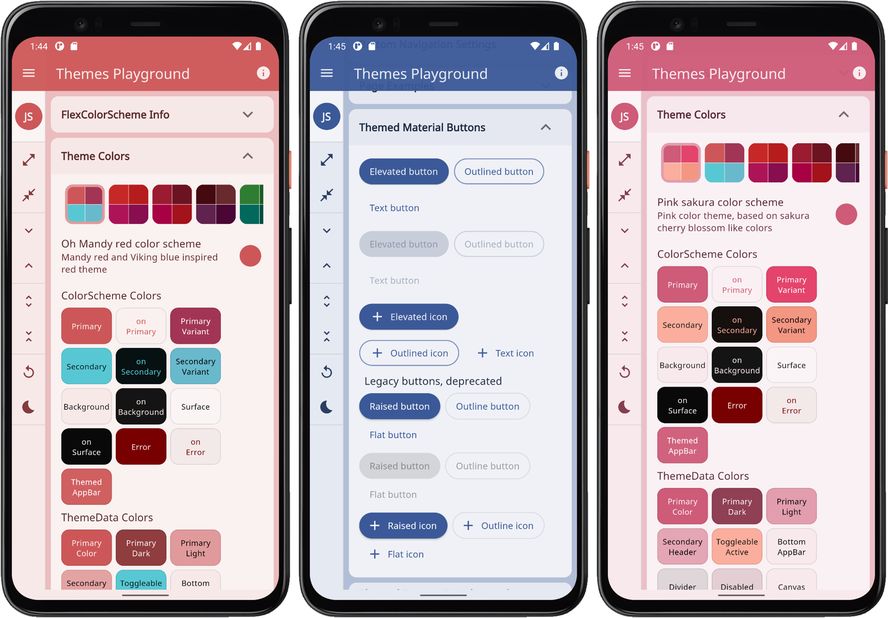 1:44
Themes Playground
JS
FlexColorScheme Info
Theme Colors
Oh Mandy red color scheme
Mandy red and Viking blue inspired
red theme
ColorScheme Colors
Primary
on
Primary
Primary
Variant
Secondary
on
Secondary
Secondary
Variant
Background
on
Background
Surface
on
Surface
Error
on
Error
Themed
AppBar
ThemeData Colors
Primary
Color
Primary
Dark
Primary
Light
Secondary
Toggleable
Bottom
1:45
Navigation Settings
Themes Playground
JS
Themed Material Buttons
Elevated button
Outlined button
Text button
Elevated button
Outlined button
Text button
Elevated icon
Outlined icon
Text icon
Legacy buttons, deprecated
Raised button
Outline button
Flat button
Raised button
Outline button
Flat button
Raised icon
Outline icon
Flat icon
1:45
Themes Playground
JS
Theme Colors
Pink sakura color scheme
Pink color theme, based on sakura
cherry blossom like colors
ColorScheme Colors
Primary
on
Primary
Primary
Variant
Secondary
on
Secondary
Secondary
Variant
Background
on
Background
Surface
on
Surface
Error
on
Error
Themed
AppBar
ThemeData Colors
Primary
Color
Primary
Dark
Primary
Light
Secondary
Header
Toggleable
Active
Bottom
AppBar
Divider
Disabled
Canvas